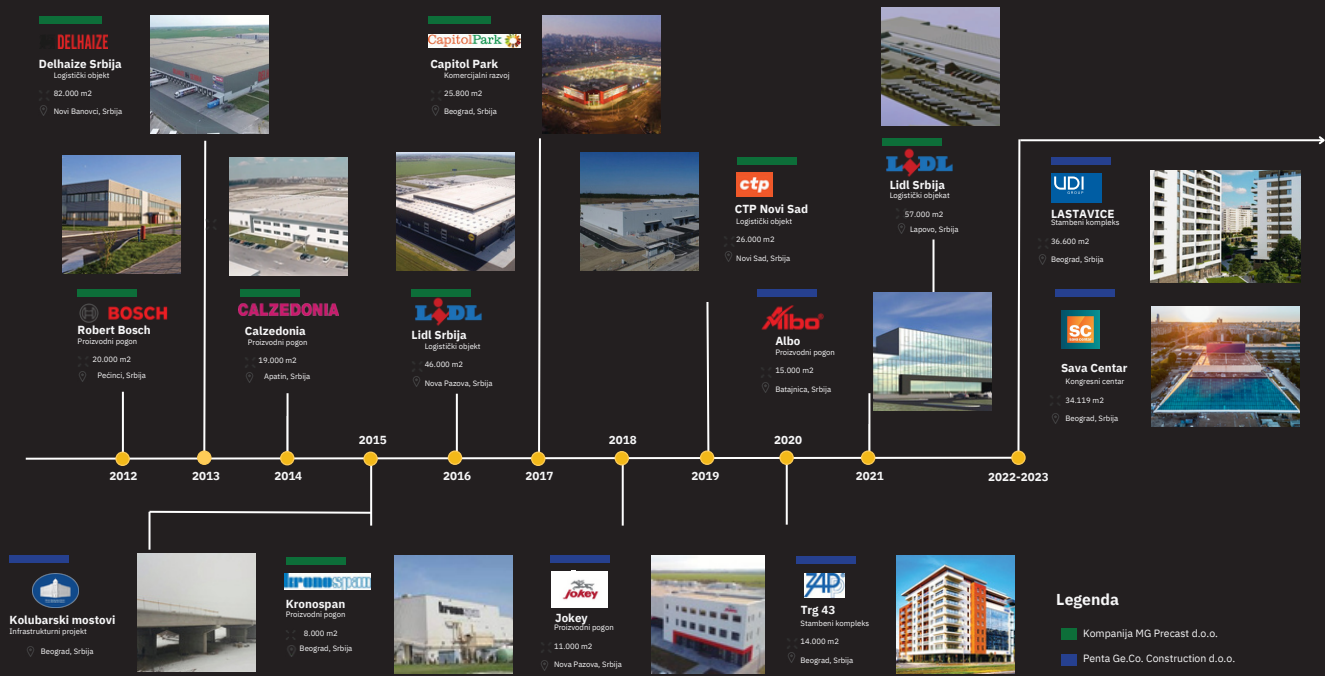 DELHAIZE
Delhaize Srbija
Logistički objekt
82.000 m2
Novi Banovci, Srbija
CapitolPark
Capitol Park
Komercijalni razvoj
25.800 m2
Beograd, Srbija
BOSCH
Robert Bosch
Proizvodni pogon
20.000 m2
Pećinci, Srbija
CALZEDONIA
Calzedonia
Proizvodni pogon
19.000 m2
Apatin, Srbija
LIDL
Lidl Srbija
Logistički objekt
46.000 m2
Nova Pazova, Srbija
ctp
CTP Novi Sad
Logistički objekt
26.000 m2
Novi Sad, Srbija
Albo
Albo
Proizvodni pogon
15.000 m2
Batajnica, Srbija
LIDL
Lidl Srbija
Logistički objekat
57.000 m2
Lapovo, Srbija
UDI
GROUP
LASTAVICE
Stambeni kompleks
36.600 m2
Beograd, Srbija
SC
Sava Centar
Kongresni centar
34.119 m2
Beograd, Srbija
2012
2013
2014
2015
2016
2017
2018
2019
2020
2021
2022-2023
Kolubarski mostovi
Infrastrukturni projekt
Beograd, Srbija
kronospan
Kronospan
Proizvodni pogon
8.000 m2
Beograd, Srbija
jokey
Jokey
Proizvodni pogon
11.000 m2
Nova Pazova, Srbija
ZAP
Trg 43
Stambeni kompleks
14.000 m2
Beograd, Srbija
Legenda
Kompanija MG Precast d.o.o.
Penta Ge.Co. Construction d.o.o.